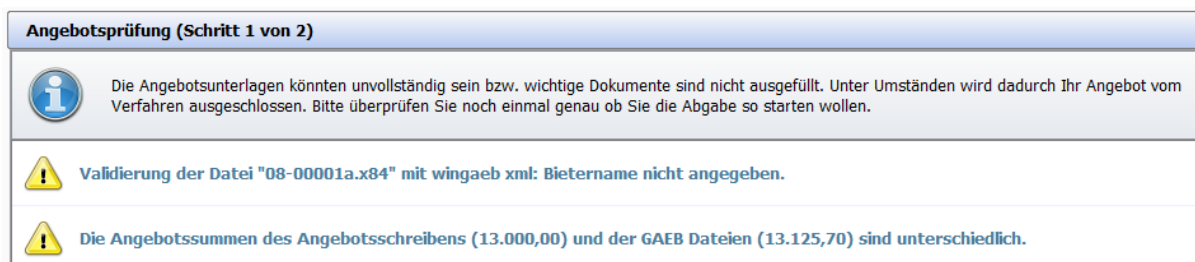 Angebotsprüfung (Schritt 1 von 2)
Die Angebotsunterlagen könnten unvollständig sein bzw. wichtige Dokumente sind nicht ausgefüllt. Unter Umständen wird dadurch Ihr Angebot vom
Verfahren ausgeschlossen. Bitte überprüfen Sie noch einmal genau ob Sie die Abgabe so starten wollen.
Validierung der Datei "08-00001a.x84" mit wingaeb xml: Bietername nicht angegeben.
Die Angebotssummen des Angebotsschreibens (13.000,00) und der GAEB Dateien (13.125,70) sind unterschiedlich.